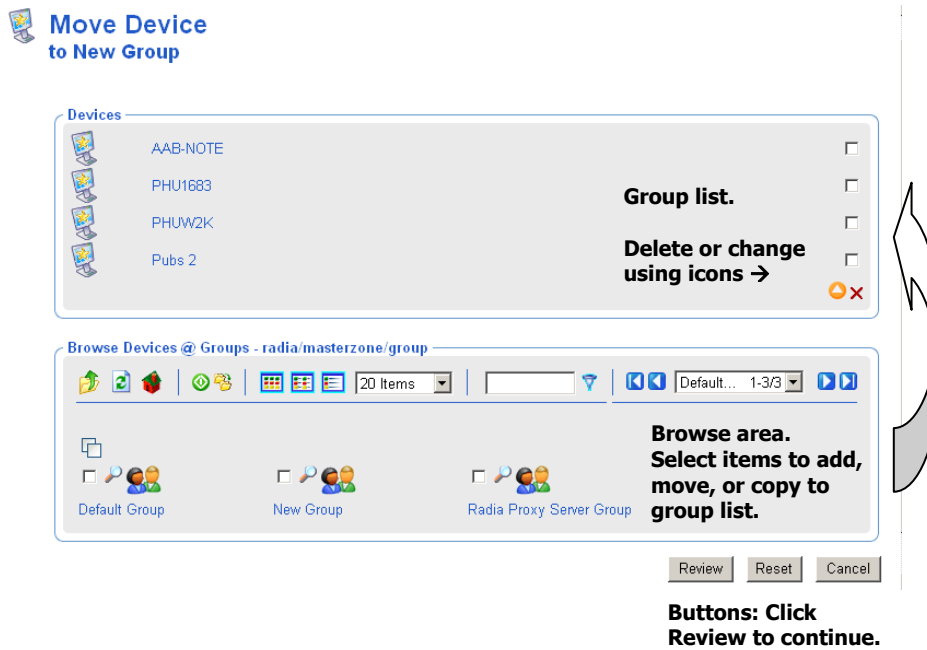 Move Device
to New Group
Devices
AAB-NOTE
PHU1683
Group list.
PHUW2K
Delete or change
Pubs 2
using icons →
Browse Devices @ Groups - radia/masterzone/group
20 Items
Default... 1-3/3
Browse area.
Select items to add,
move, or copy to
group list.
Default Group
New Group
Radia Proxy Server Group
Review
Reset
Cancel
Buttons: Click
Review to continue.